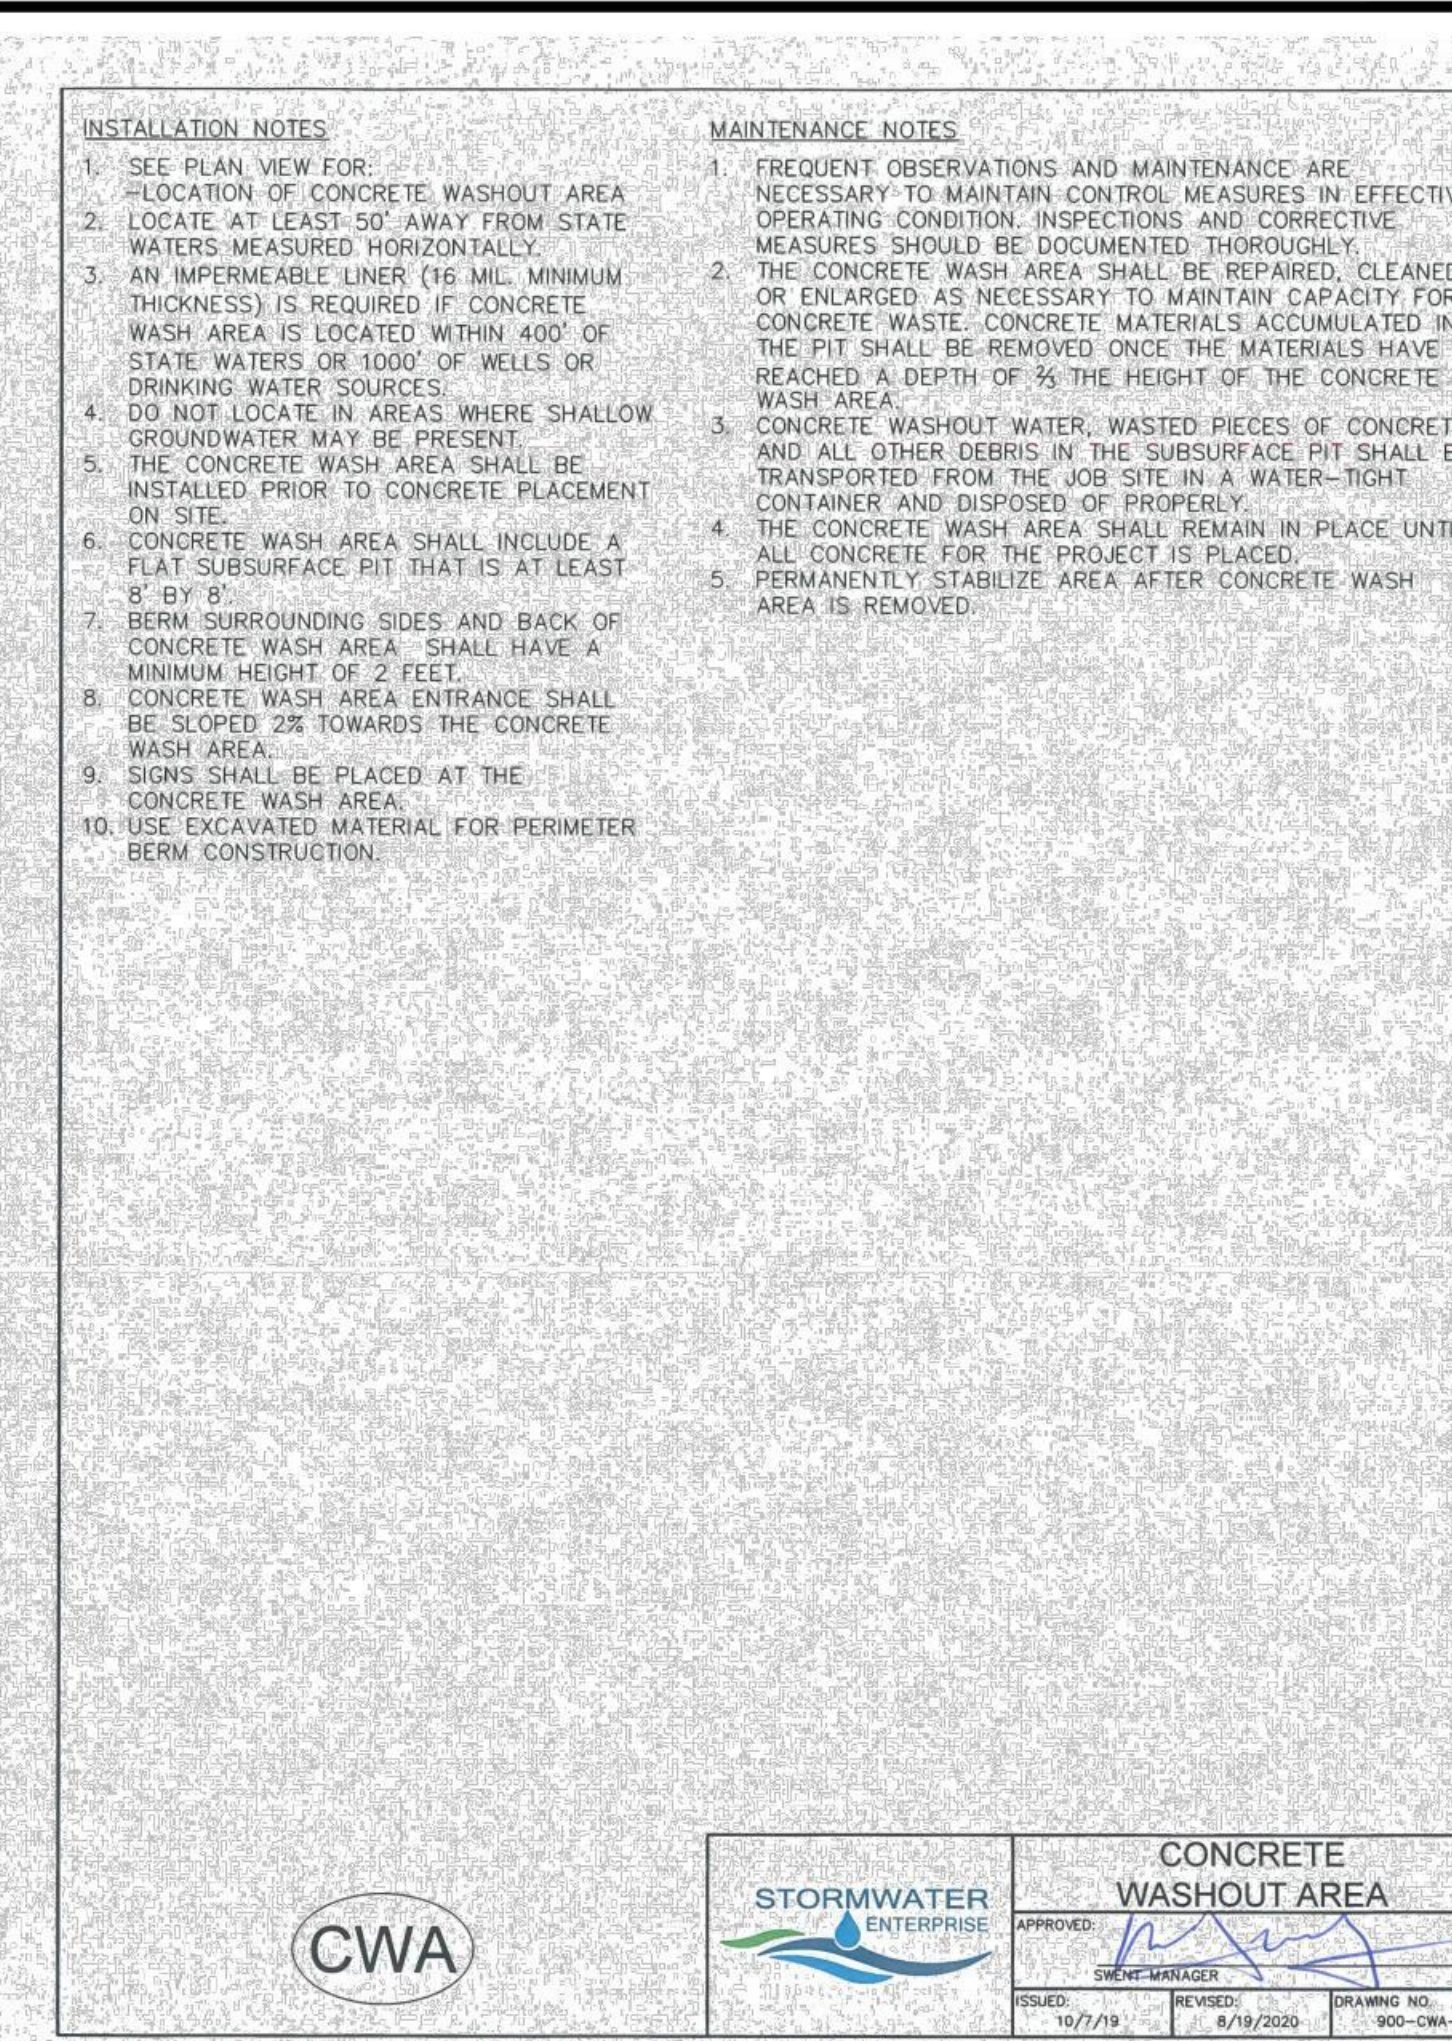 INSTALLATION NOTES
1. SEE PLAN VIEW FOR:
-LOCATION OF CONCRETE WASHOUT AREA
2. LOCATE AT LEAST 50' AWAY FROM STATE
WATERS MEASURED HORIZONTALLY.
3. AN IMPERMEABLE LINER (16 MIL. MINIMUM
THICKNESS) IS REQUIRED IF CONCRETE
WASH AREA IS LOCATED WITHIN 400' OF
STATE WATERS OR 1000' OF WELLS OR
DRINKING WATER SOURCES.
4. DO NOT LOCATE IN AREAS WHERE SHALLOW
GROUNDWATER MAY BE PRESENT.
5. THE CONCRETE WASH AREA SHALL BE
INSTALLED PRIOR TO CONCRETE PLACEMENT
ON SITE.
6. CONCRETE WASH AREA SHALL INCLUDE A
FLAT SUBSURFACE PIT THAT IS AT LEAST
8' BY 8'.
7. BERM SURROUNDING SIDES AND BACK OF
CONCRETE WASH AREA SHALL HAVE A
MINIMUM HEIGHT OF 2 FEET.
8. CONCRETE WASH AREA ENTRANCE SHALL
BE SLOPED 2% TOWARDS THE CONCRETE
WASH AREA.
9. SIGNS SHALL BE PLACED AT THE
CONCRETE WASH AREA.
10. USE EXCAVATED MATERIAL FOR PERIMETER
BERM CONSTRUCTION.
MAINTENANCE NOTES
1. FREQUENT OBSERVATIONS AND MAINTENANCE ARE
NECESSARY TO MAINTAIN CONTROL MEASURES IN EFFECTI
OPERATING CONDITION. INSPECTIONS AND CORRECTIVE
MEASURES SHOULD BE DOCUMENTED THOROUGHLY.
2. THE CONCRETE WASH AREA SHALL BE REPAIRED, CLEANED
OR ENLARGED AS NECESSARY TO MAINTAIN CAPACITY FOR
CONCRETE WASTE. CONCRETE MATERIALS ACCUMULATED IN
THE PIT SHALL BE REMOVED ONCE THE MATERIALS HAVE
REACHED A DEPTH OF ⅔ THE HEIGHT OF THE CONCRETE
WASH AREA.
3. CONCRETE WASHOUT WATER, WASTED PIECES OF CONCRET
AND ALL OTHER DEBRIS IN THE SUBSURFACE PIT SHALL B
TRANSPORTED FROM THE JOB SITE IN A WATER-TIGHT
CONTAINER AND DISPOSED OF PROPERLY.
4. THE CONCRETE WASH AREA SHALL REMAIN IN PLACE UNTI
ALL CONCRETE FOR THE PROJECT IS PLACED.
5. PERMANENTLY STABILIZE AREA AFTER CONCRETE WASH
AREA IS REMOVED.
CWA
STORMWATER
ENTERPRISE
CONCRETE
WASHOUT AREA
APPROVED:
SWENT MANAGER
ISSUED:
10/7/19
REVISED:
8/19/2020
DRAWING NO.
900-CWA